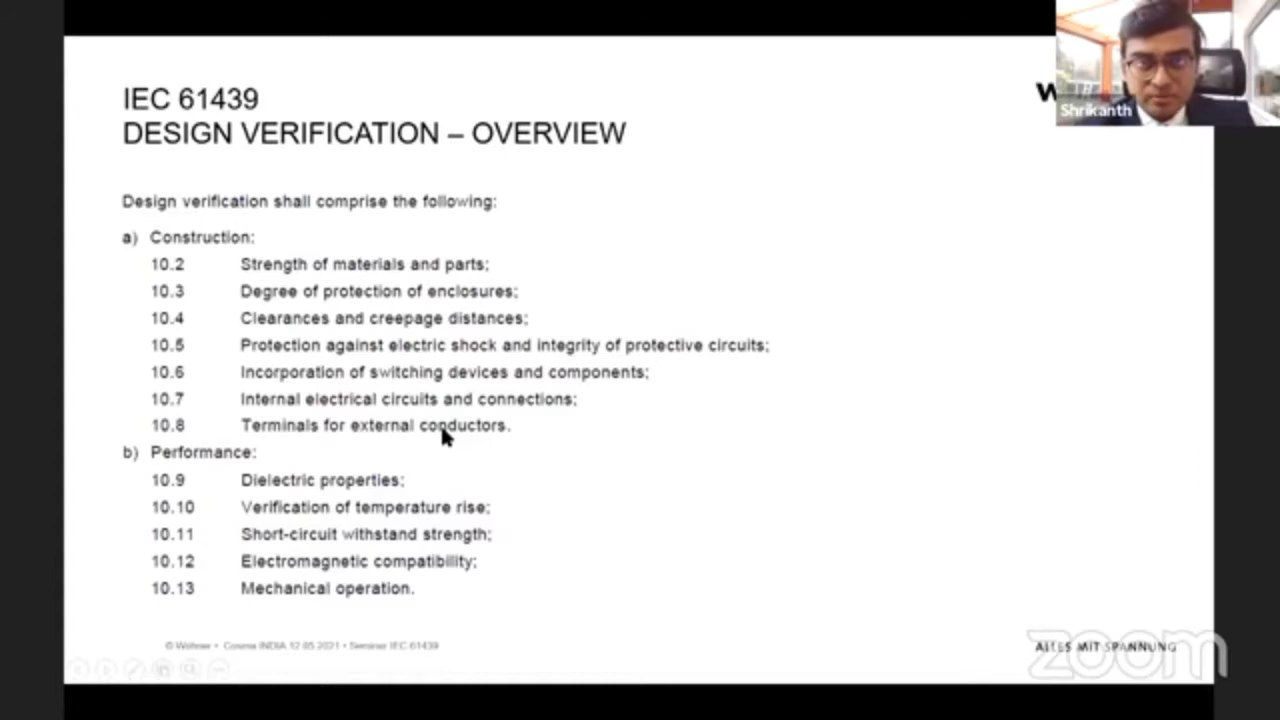 IEC 61439
DESIGN VERIFICATION – OVERVIEW
Shrikanth
Design verification shall comprise the following:
a) Construction:
10.2 Strength of materials and parts;
10.3 Degree of protection of enclosures;
10.4 Clearances and creepage distances;
10.5 Protection against electric shock and integrity of protective circuits;
10.6 Incorporation of switching devices and components;
10.7 Internal electrical circuits and connections;
10.8 Terminals for external conductors.
b) Performance:
10.9 Dielectric properties;
10.10 Verification of temperature rise;
10.11 Short-circuit withstand strength;
10.12 Electromagnetic compatibility;
10.13 Mechanical operation.
© Wöhner • Cosma INDIA 12.05.2021 • Seminar IEC 61439
ALLES MIT SPANNUNG
zoom